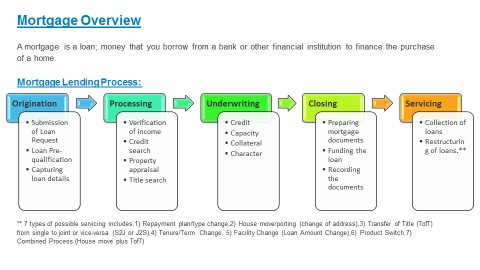 Mortgage Overview
A mortgage is a loan; money that you borrow from a bank or other financial institution to finance the purchase
of a home.
Mortgage Lending Process:
Origination
• Submission
of Loan
Request
• Loan Pre-
qualification
• Capturing
loan details
Processing
• Verification
of income
• Credit
search
• Property
appraisal
• Title search
Underwriting
• Credit
• Capacity
• Collateral
• Character
Closing
• Preparing
mortgage
documents
• Funding the
loan
• Recording
the
documents
Servicing
• Collection of
loans
• Restructurin
g of loans.**
** 7 types of possible servicing includes,1) Repayment plan/type change,2) House move/porting (change of address),3) Transfer of Title (TofT)
from single to joint or vice-versa (S2J or J2S),4) Tenure/Term Change, 5) Facility Change (Loan Amount Change),6) Product Switch,7)
Combined Process (House move plus TofT)